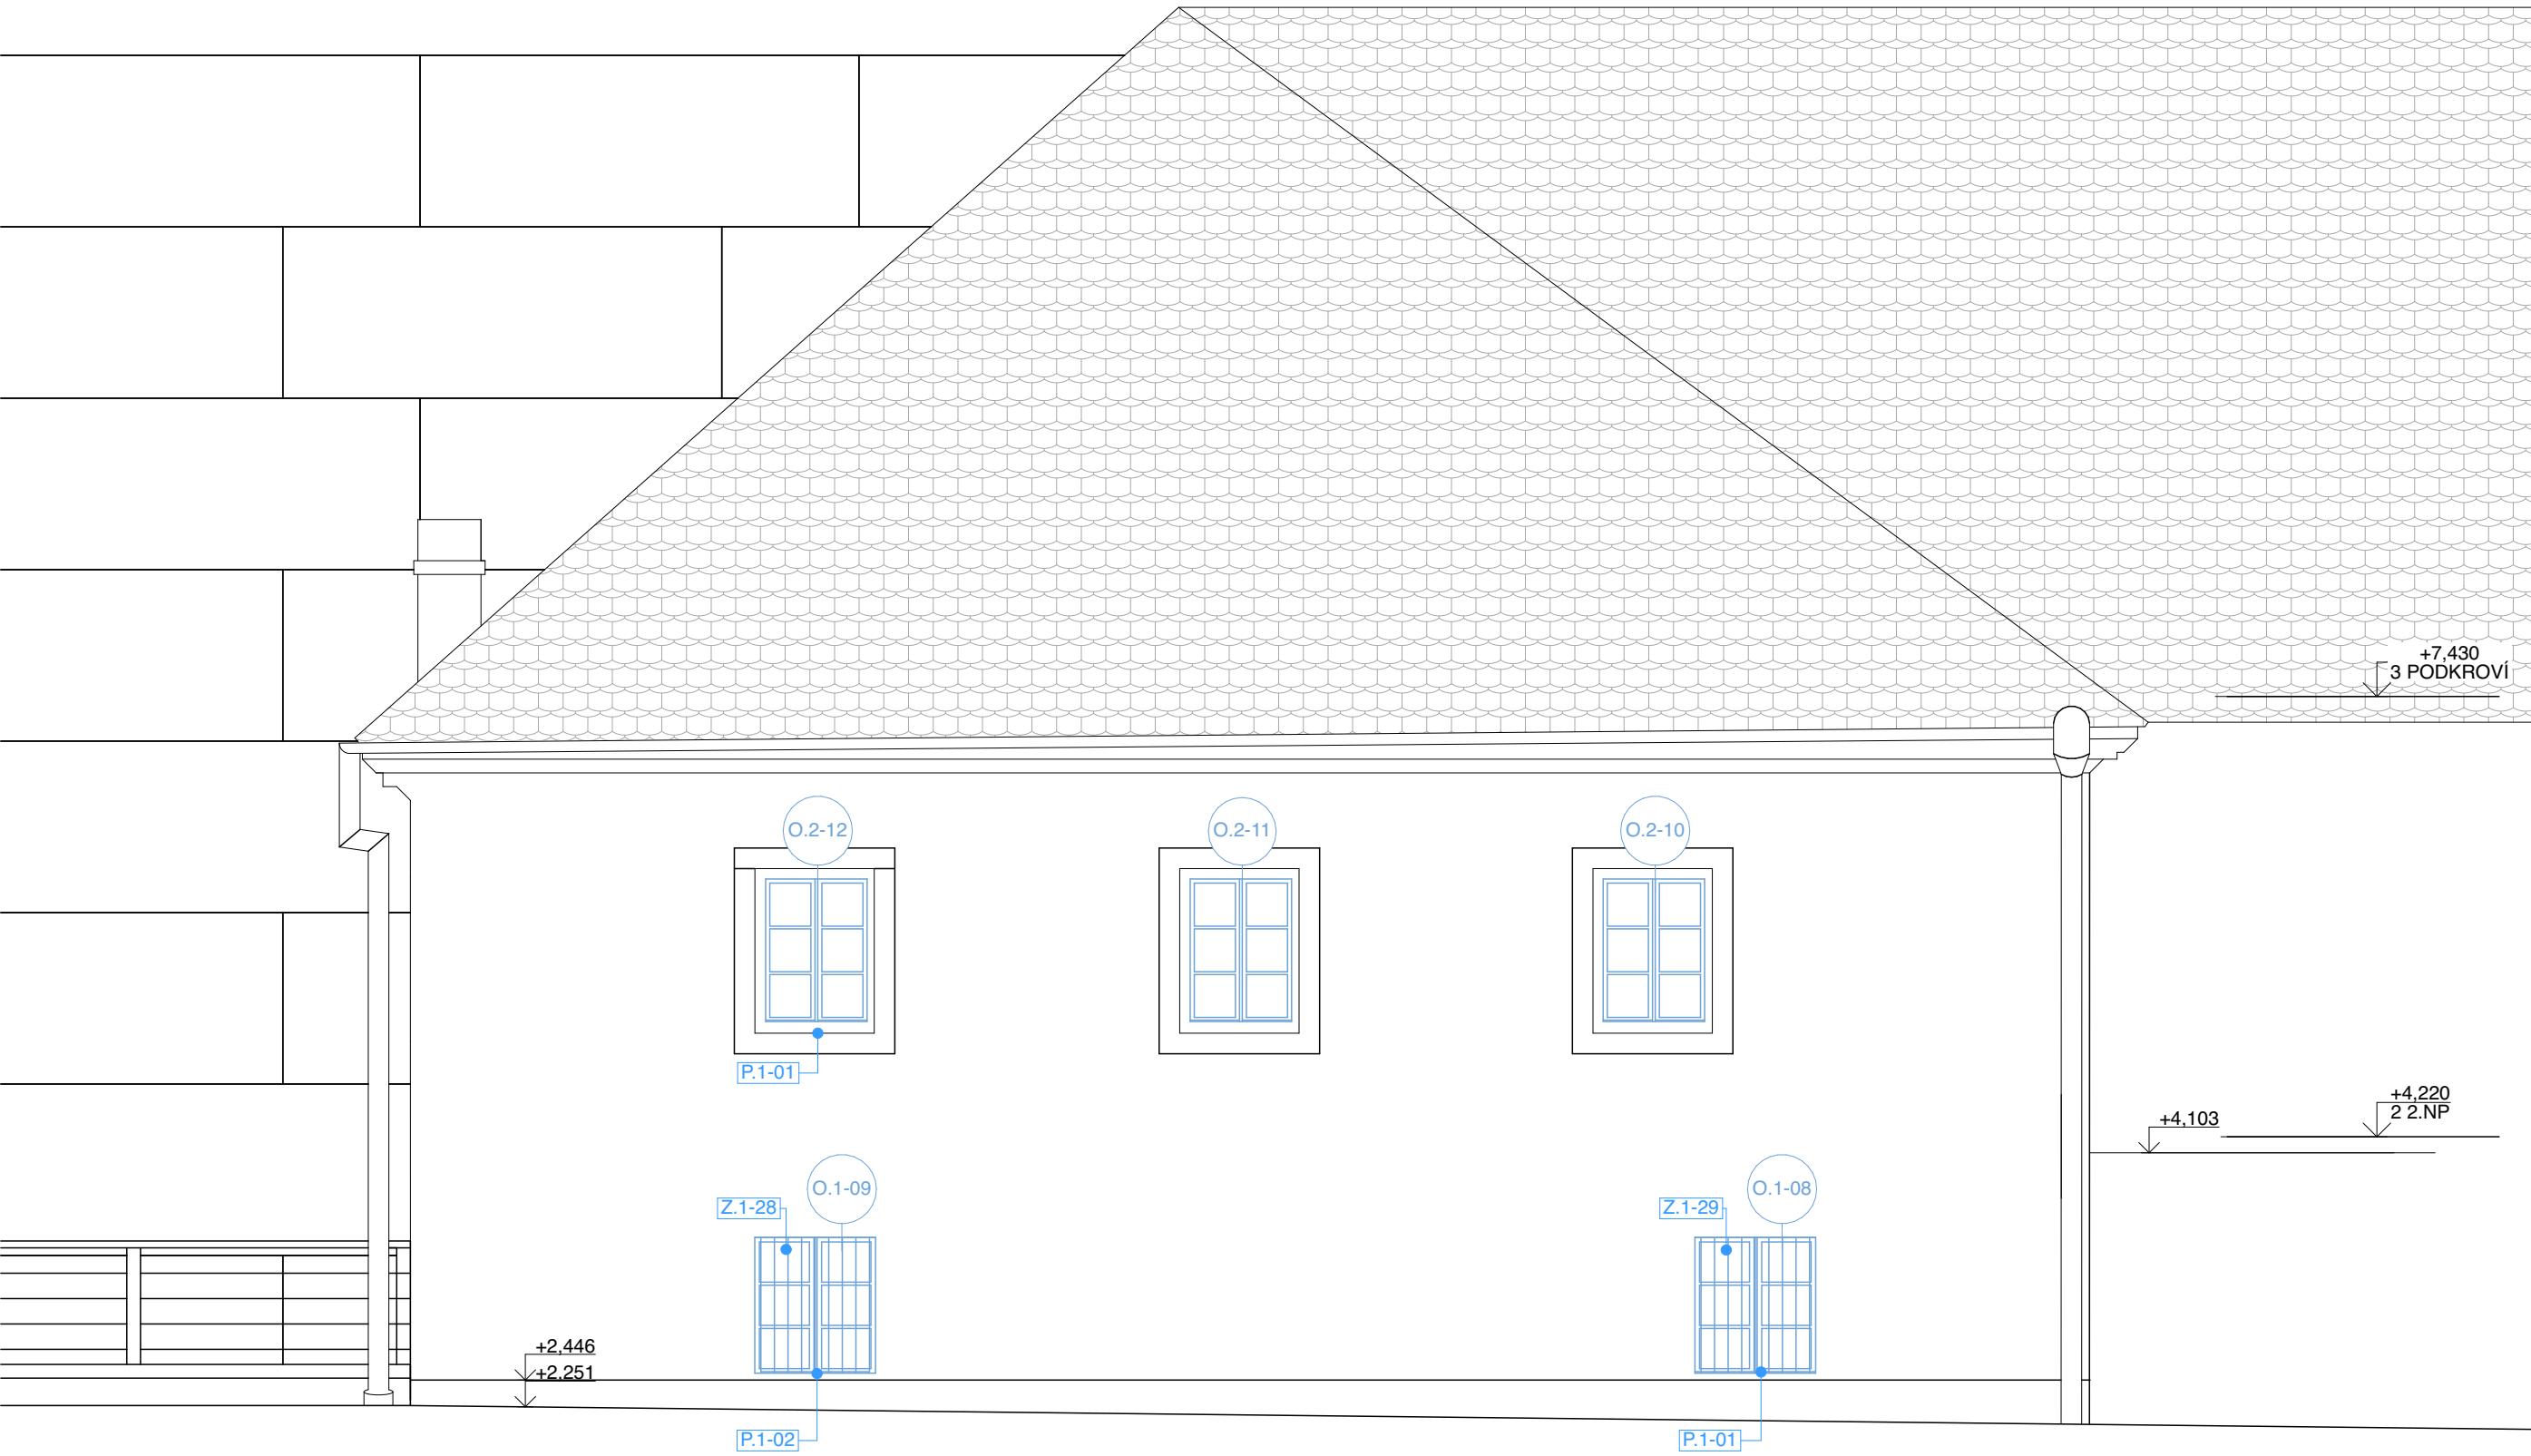 +7,430
3 PODKROVÍ
O.2-12
O.2-11
O.2-10
P.1-01
+4,220
2 2.NP
+4,103
O.1-09
O.1-08
Z.1-28
Z.1-29
+2,446
+2,251
P.1-02
P.1-01